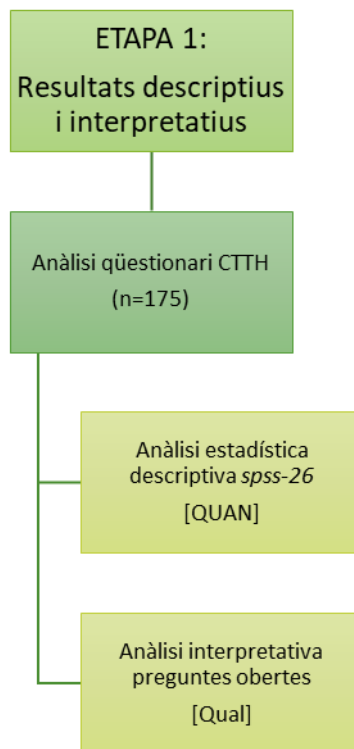 ETAPA 1:
Resultats descriptius
i interpretatius
Anàlisi qüestionari CTTH
(n=175)
Anàlisi estadística
descriptiva spss-26
[QUAN]
Anàlisi interpretativa
preguntes obertes
[Qual]